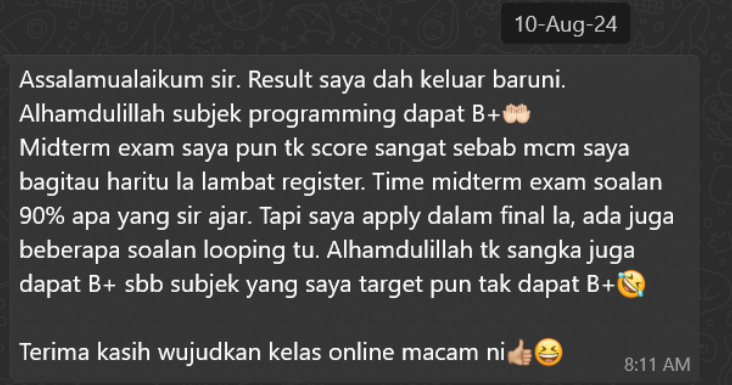 10-Aug-24
Assalamualaikum sir. Result saya dah keluar baruni.
Alhamdulillah subjek programming dapat B+🤲🏻
Midterm exam saya pun tk score sangat sebab mcm saya
bagitau haritu la lambat register. Time midterm exam soalan
90% apa yang sir ajar. Tapi saya apply dalam final la, ada juga
beberapa soalan looping tu. Alhamdulillah tk sangka juga
dapat B+ sbb subjek yang saya target pun tak dapat B+🤣
Terima kasih wujudkan kelas online macam ni👍🏼😆
8:11 AM